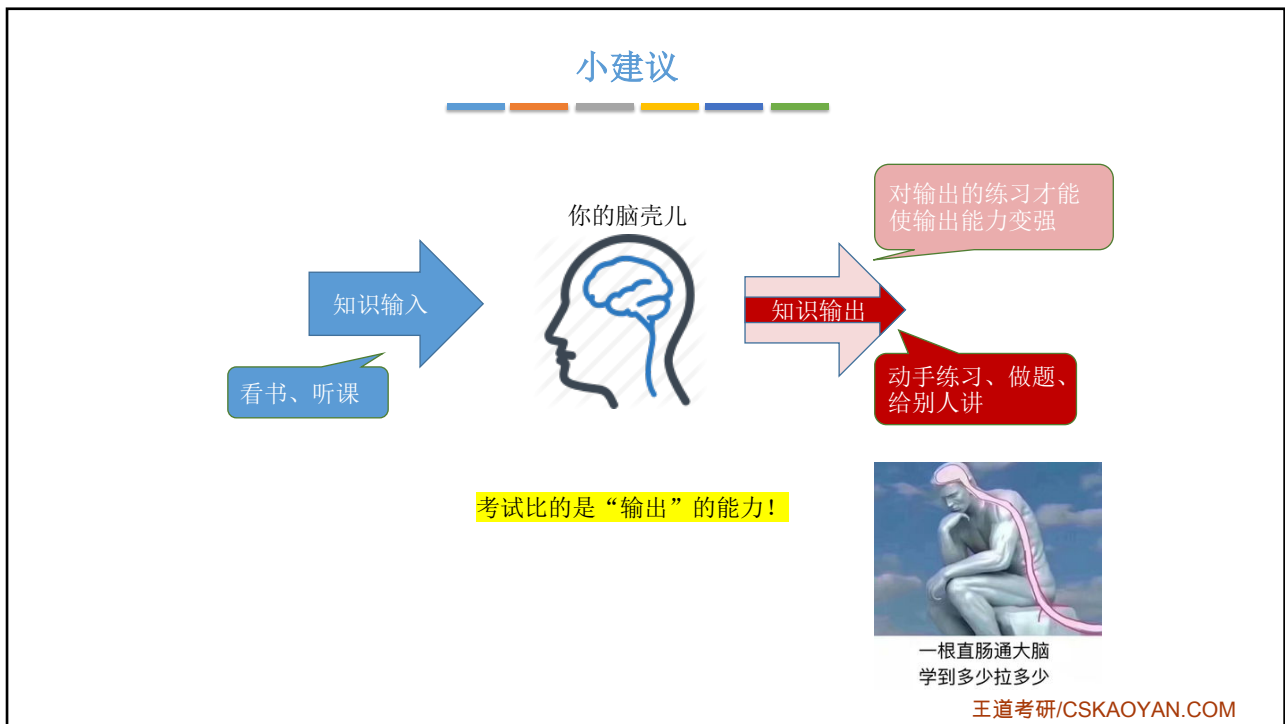 小建议
对输出的练习才能
使输出能力变强
你的脑壳儿
知识输入
知识输出
看书、听课
动手练习、做题、
给别人讲
考试比的是“输出”的能力！
一根直肠通大脑
学到多少拉多少
王道考研/CSKAOYAN.COM